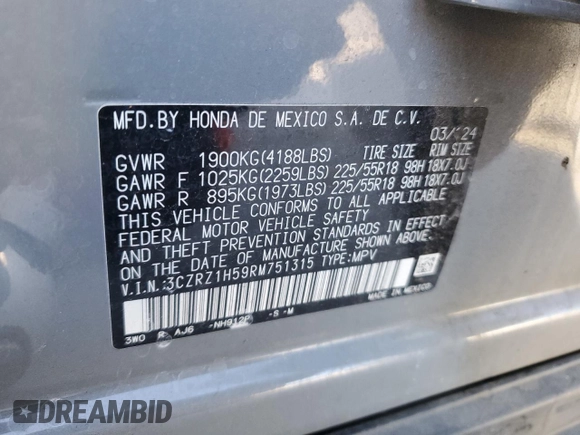 MFD. BY HONDA DE MEXICO S.A. DE C.V. 03/24
TIRE SIZE RIM SIZE
GVWR 1900KG(4188LBS)
GAWR F 1025KG(2259LBS) 225/55R18 98H 18X7.0J
GAWR R 895KG(1973LBS) 225/55R18 98H 18X7.0J
THIS VEHICLE CONFORMS TO ALL APPLICABLE
FEDERAL MOTOR VEHICLE SAFETY
AND THEFT PREVENTION STANDARDS IN EFFECT
ON THE DATE OF MANUFACTURE SHOWN ABOVE.
V.I.N.:3CZRZ1H59RM751315 TYPE:MPV
MADE IN MEXICO
3WO R AJ6 -NH912P -S -M
DREAMBID